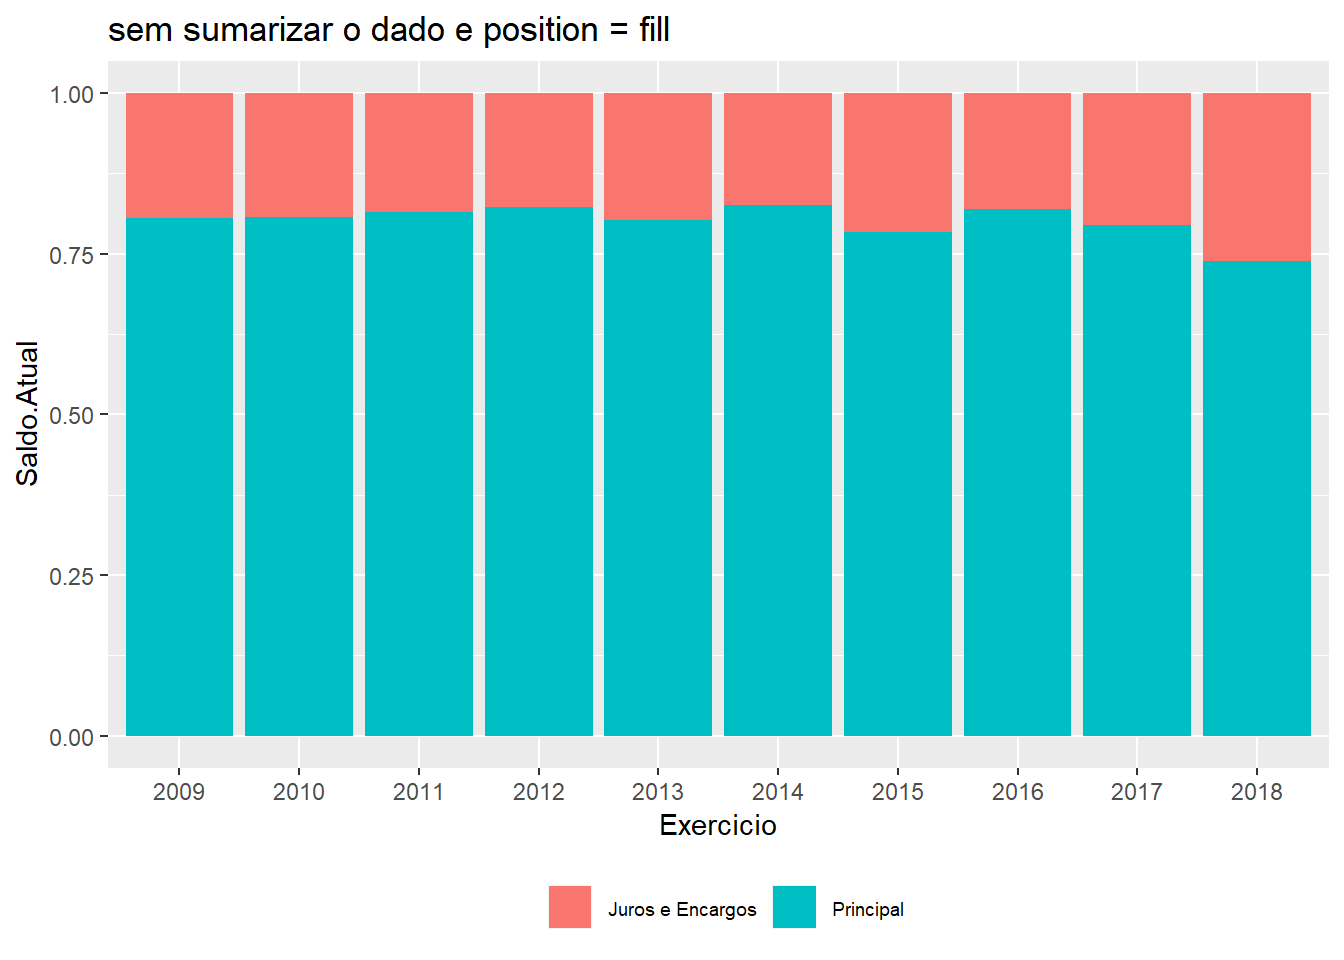 sem sumarizar o dado e position = fill
1.00
0.75
0.50
0.25
0.00
Saldo.Atual
2009 2010 2011 2012 2013 2014 2015 2016 2017 2018
Exercicio
Juros e Encargos Principal